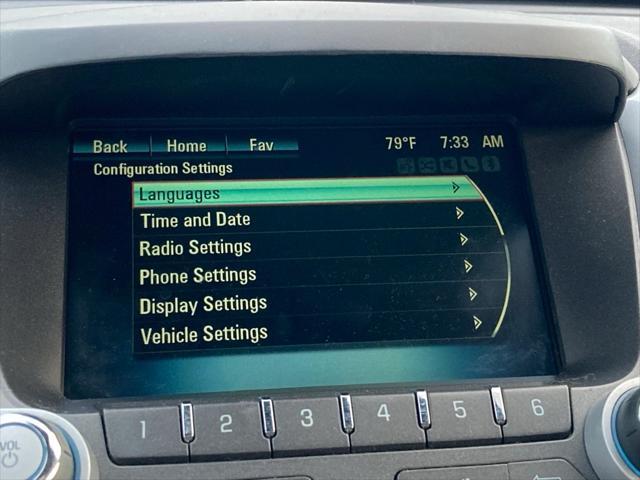 Back Home Fav 79°F 7:33 AM
Configuration Settings
Languages
Time and Date
Radio Settings
Phone Settings
Display Settings
Vehicle Settings
1 2 3 4 5 6
VOL